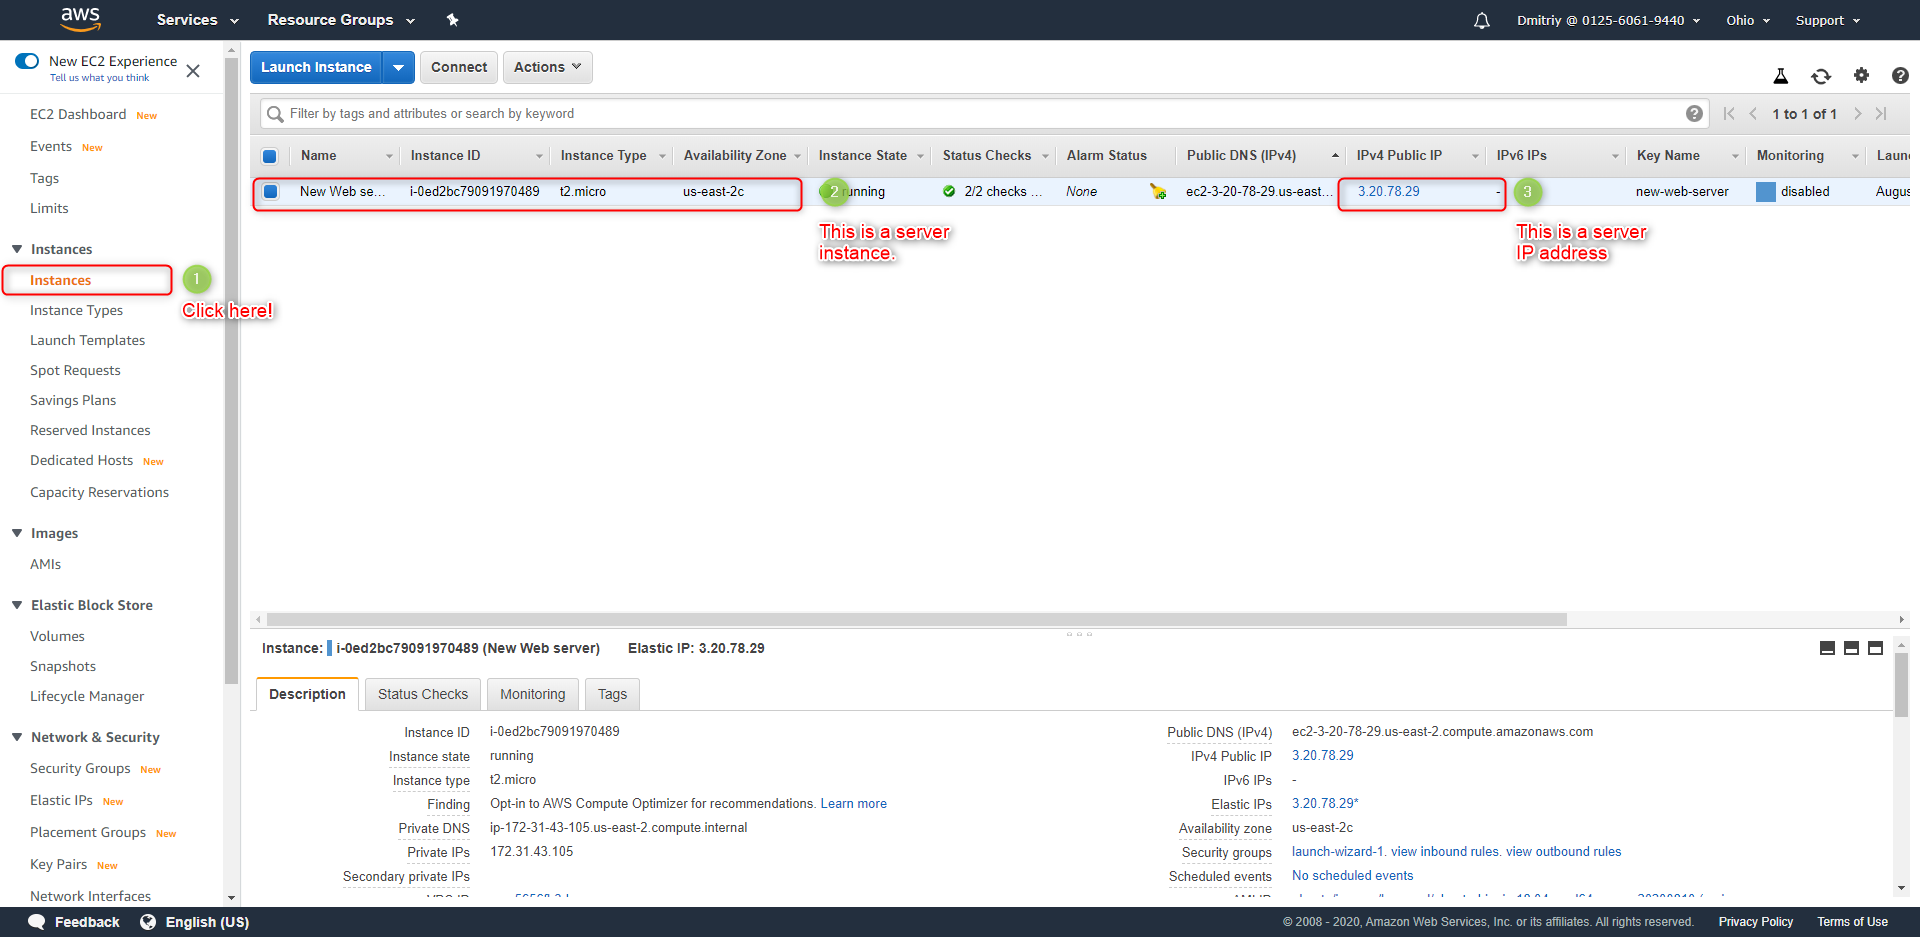 aws Services Resource Groups Dmitriy @ 0125-6061-9440 Ohio Support
New EC2 Experience
Tell us what you think
EC2 Dashboard New
Events New
Tags
Limits
Instances
Instances
1
Click here!
Instance Types
Launch Templates
Spot Requests
Savings Plans
Reserved Instances
Dedicated Hosts New
Capacity Reservations
Images
AMIs
Elastic Block Store
Volumes
Snapshots
Lifecycle Manager
Network & Security
Security Groups New
Elastic IPs New
Placement Groups New
Key Pairs New
Network Interfaces
Launch Instance Connect Actions
Filter by tags and attributes or search by keyword 1 to 1 of 1
Name Instance ID Instance Type Availability Zone Instance State Status Checks Alarm Status Public DNS (IPv4) IPv4 Public IP IPv6 IPs Key Name Monitoring Laun
New Web se... i-0ed2bc79091970489 t2.micro us-east-2c 2 running 2/2 checks ... None ec2-3-20-78-29.us-east... 3.20.78.29 - 3 new-web-server disabled Augus
This is a server
instance.
This is a server
IP address
Instance: i-0ed2bc79091970489 (New Web server) Elastic IP: 3.20.78.29
Description Status Checks Monitoring Tags
Instance ID i-0ed2bc79091970489
Instance state running
Instance type t2.micro
Finding Opt-in to AWS Compute Optimizer for recommendations. Learn more
Private DNS ip-172-31-43-105.us-east-2.compute.internal
Private IPs 172.31.43.105
Secondary private IPs
Public DNS (IPv4) ec2-3-20-78-29.us-east-2.compute.amazonaws.com
IPv4 Public IP 3.20.78.29
IPv6 IPs -
Elastic IPs 3.20.78.29*
Availability zone us-east-2c
Security groups launch-wizard-1. view inbound rules. view outbound rules
Scheduled events No scheduled events
Feedback English (US) © 2008 - 2020, Amazon Web Services, Inc. or its affiliates. All rights reserved. Privacy Policy Terms of Use